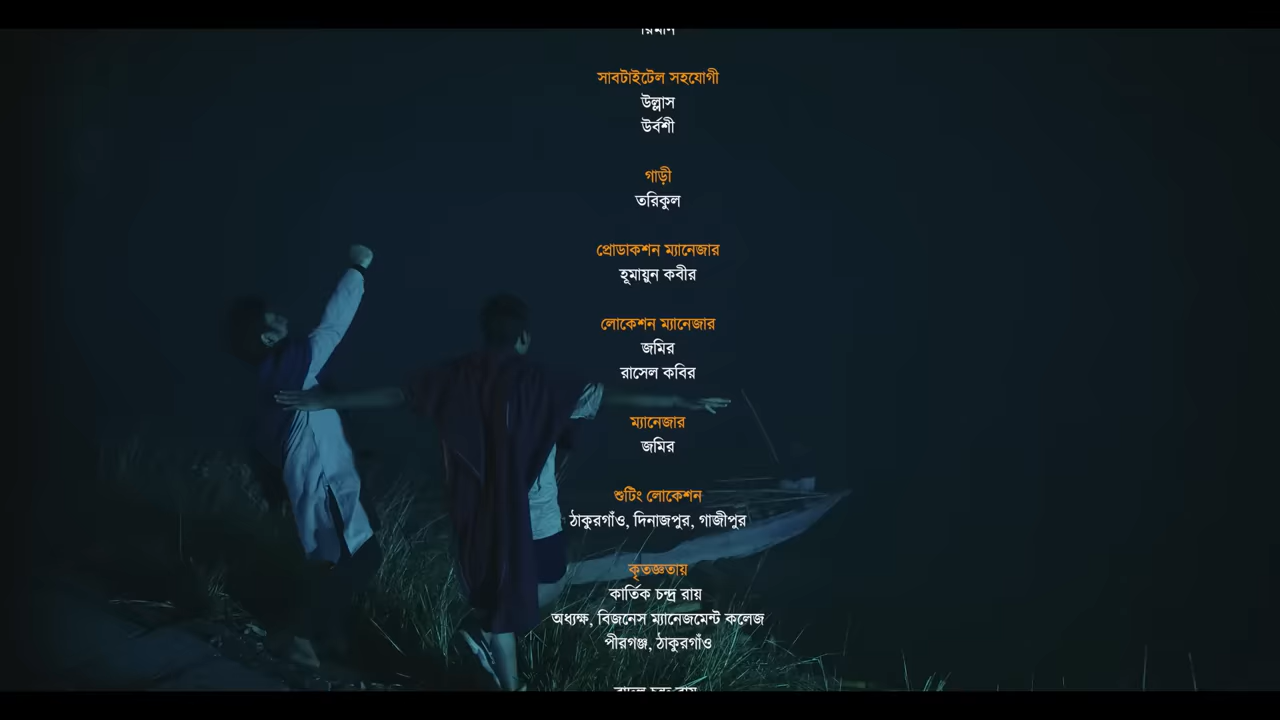 সাবটাইটেল সহযোগী
উল্লাস
উর্বশী
গাড়ী
তরিকুল
প্রোডাকশন ম্যানেজার
হূমায়ুন কবীর
লোকেশন ম্যানেজার
জমির
রাসেল কবির
ম্যানেজার
জমির
শুটিং লোকেশন
ঠাকুরগাঁও, দিনাজপুর, গাজীপুর
কৃতজ্ঞতায়
কার্তিক চন্দ্র রায়
অধ্যক্ষ, বিজনেস ম্যানেজমেন্ট কলেজ
পীরগঞ্জ, ঠাকুরগাঁও